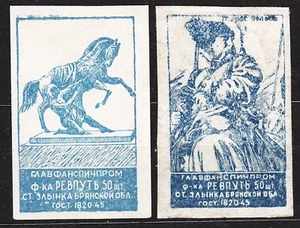 ГЛАВФАНСПИЧПРОМ
Ф-КА РЕВПУТЬ 50 ШТ.
СТ. ЗЛЫНКА БРЯНСКОЙ ОБЛ.
ГОСТ. 1820-45
ГЛАВФАНСПИЧПРОМ
Ф-КА РЕВПУТЬ 50 ШТ.
СТ. ЗЛЫНКА БРЯНСКОЙ ОБЛ.
ГОСТ. 1820-45